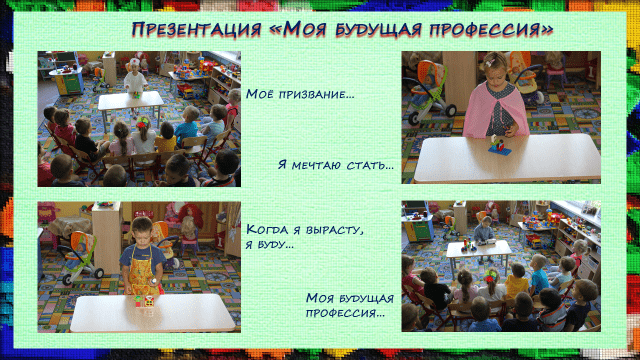 Презентация «Моя будущая профессия»
Моё призвание...
Я мечтаю стать...
Когда я вырасту,
я буду...
Моя будущая
профессия...